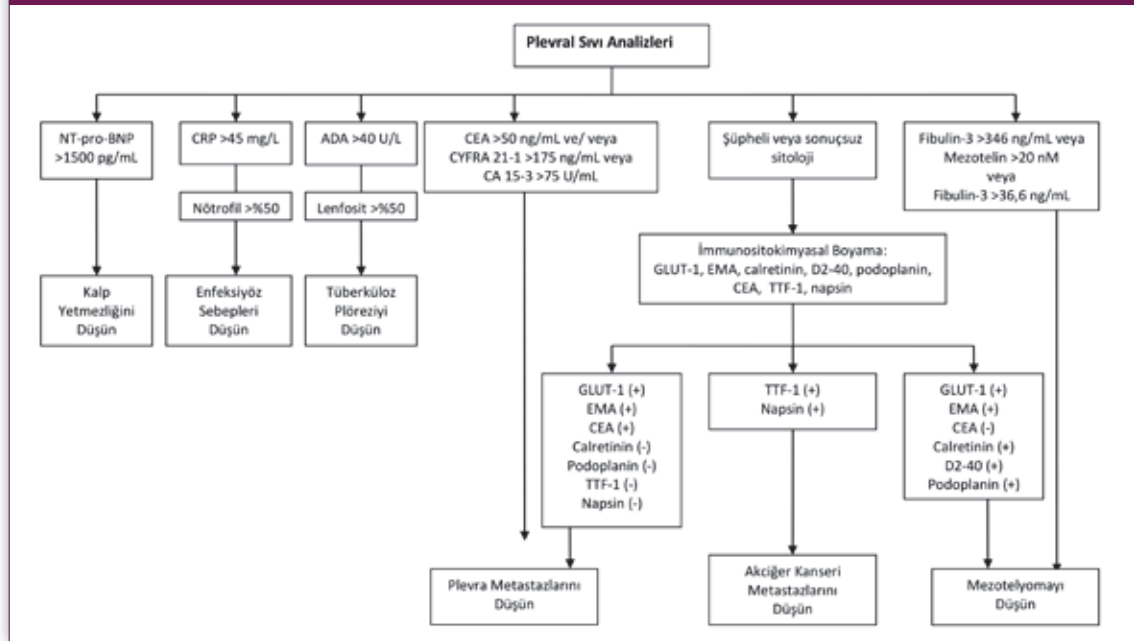 Plevral Sıvı Analizleri
NT-pro-BNP
>1500 pg/mL
CRP >45 mg/L
ADA >40 U/L
CEA >50 ng/mL ve/ veya
CYFRA 21-1 >175 ng/mL veya
CA 15-3 >75 U/mL
Şüpheli veya sonuçsuz
sitoloji
Fibulin-3 >346 ng/mL veya
Mezotelin >20 nM
veya
Fibulin-3 >36,6 ng/mL
Nötrofil >%50
Lenfosit >%50
İmmunositokimyasal Boyama:
GLUT-1, EMA, calretinin, D2-40, podoplanin,
CEA, TTF-1, napsin
Kalp
Yetmezliğini
Düşün
Enfeksiyöz
Sebepleri
Düşün
Tüberküloz
Plöreziyi
Düşün
GLUT-1 (+)
EMA (+)
CEA (+)
Calretinin (-)
Podoplanin (-)
TTF-1 (-)
Napsin (-)
TTF-1 (+)
Napsin (+)
GLUT-1 (+)
EMA (+)
CEA (-)
Calretinin (+)
D2-40 (+)
Podoplanin (+)
Plevra Metastazlarını
Düşün
Akciğer Kanseri
Metastazlarını
Düşün
Mezotelyomayı
Düşün